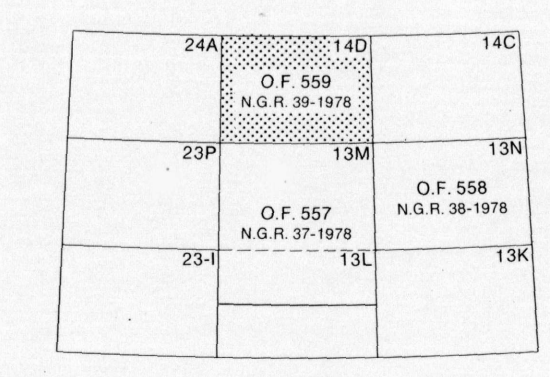 24A 14D 14C
O.F. 559
N.G.R. 39-1978
23P 13M 13N
O.F. 558
N.G.R. 38-1978
O.F. 557
N.G.R. 37-1978
23-I 13L 13K